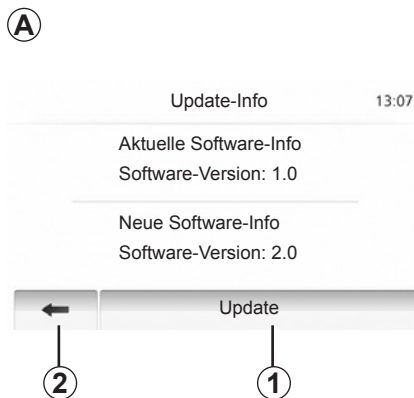 A
Update-Info 13:07
Aktuelle Software-Info
Software-Version: 1.0
Neue Software-Info
Software-Version: 2.0
Update
2 1